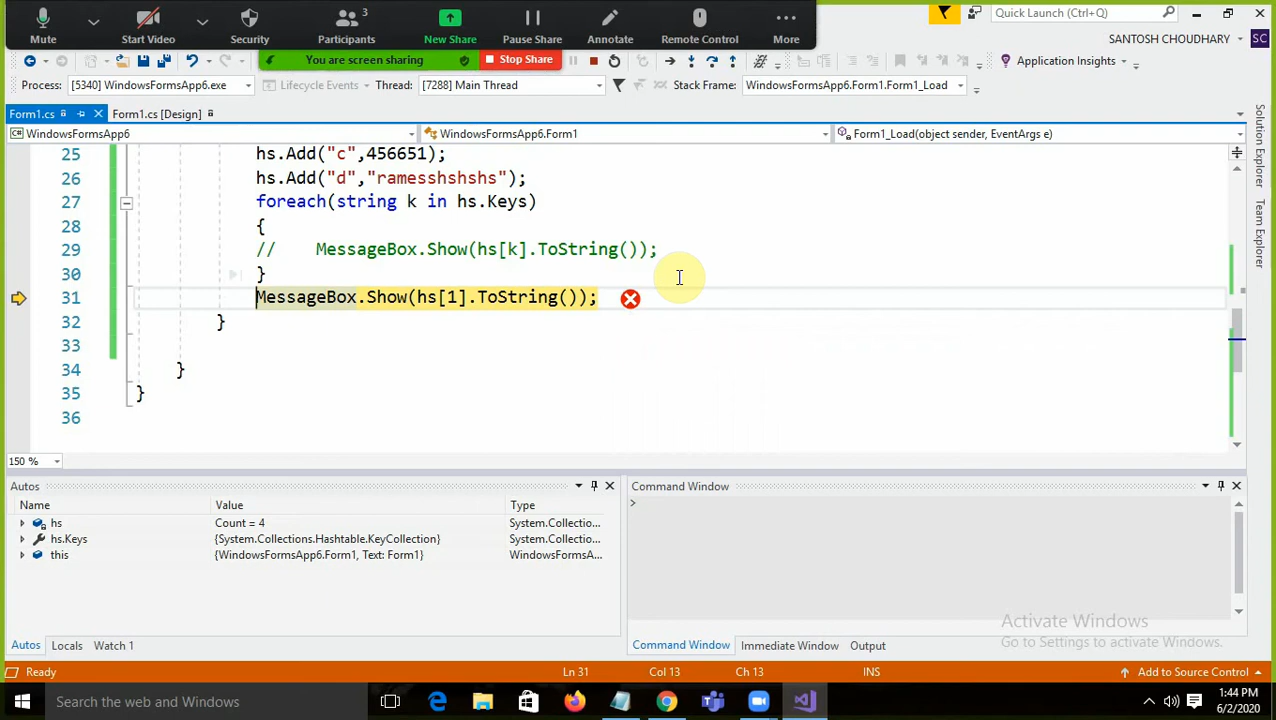 3
Mute
Start Video
Security
Participants
New Share
Pause Share
Annotate
Remote Control
More
Quick Launch (Ctrl+Q)
SANTOSH CHOUDHARY
SC
You are screen sharing
Stop Share
Application Insights
Process:
[5340] WindowsFormsApp6.exe
Lifecycle Events
Thread:
[7288] Main Thread
Stack Frame:
WindowsFormsApp6.Form1.Form1_Load
Form1.cs
Form1.cs [Design]
WindowsFormsApp6
WindowsFormsApp6.Form1
Form1_Load(object sender, EventArgs e)
Solution Explorer
Team Explorer
25 hs.Add("c",456651);
26 hs.Add("d","ramesshshshs");
27 foreach(string k in hs.Keys)
28 {
29 // MessageBox.Show(hs[k].ToString());
30 }
31 MessageBox.Show(hs[1].ToString());
32 }
33
34 }
35 }
36
150 %
Autos
Name Value Type
hs Count = 4 System.Collectio...
hs.Keys {System.Collections.Hashtable.KeyCollection} System.Collectio...
this {WindowsFormsApp6.Form1, Text: Form1} WindowsFormsA...
Autos Locals Watch 1
Command Window
>
Activate Windows
Go to Settings to activate Windows.
Command Window Immediate Window Output
Ready
Ln 31
Col 13
Ch 13
INS
Add to Source Control
Search the web and Windows
1:44 PM
6/2/2020